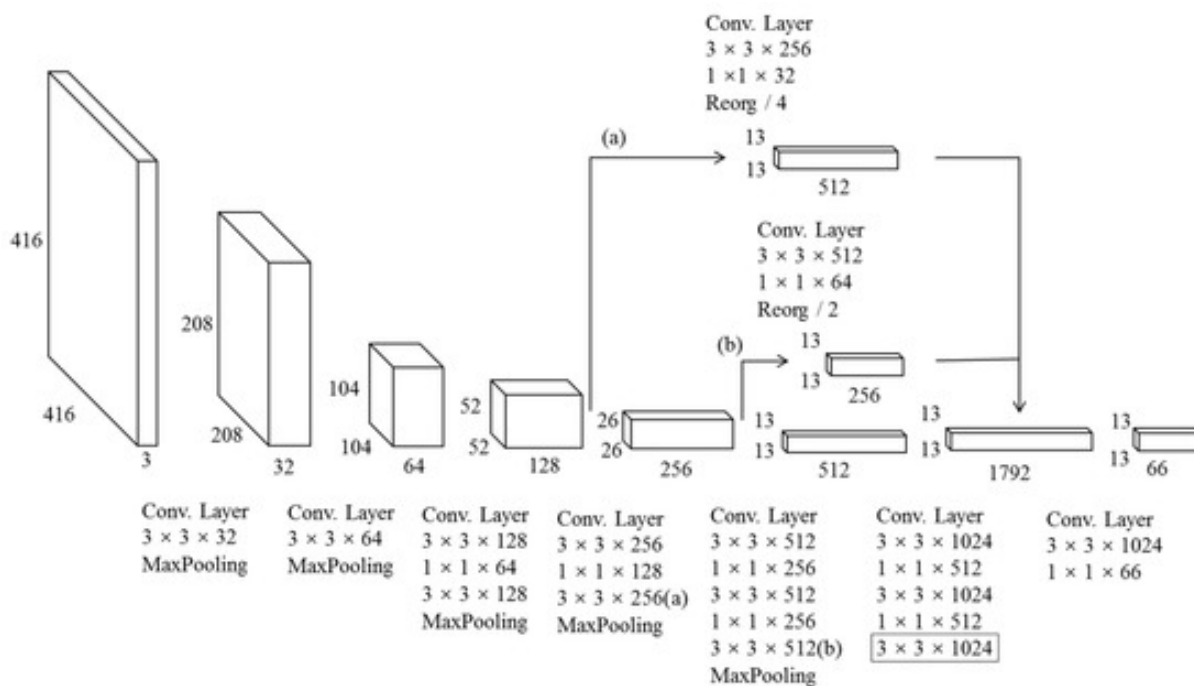 Conv. Layer
3 × 3 × 256
1 ×1 × 32
Reorg / 4
(a)
13
13
512
Conv. Layer
3 × 3 × 512
1 × 1 × 64
Reorg / 2
(b)
13
13
256
416
416
3
208
208
32
104
104
64
52
52
128
26
26
256
13
13
512
13
13
1792
13
13
66
Conv. Layer
3 × 3 × 32
MaxPooling
Conv. Layer
3 × 3 × 64
MaxPooling
Conv. Layer
3 × 3 × 128
1 × 1 × 64
3 × 3 × 128
MaxPooling
Conv. Layer
3 × 3 × 256
1 × 1 × 128
3 × 3 × 256(a)
MaxPooling
Conv. Layer
3 × 3 × 512
1 × 1 × 256
3 × 3 × 512
1 × 1 × 256
3 × 3 × 512(b)
MaxPooling
Conv. Layer
3 × 3 × 1024
1 × 1 × 512
3 × 3 × 1024
1 × 1 × 512
3 × 3 × 1024
Conv. Layer
3 × 3 × 1024
1 × 1 × 66